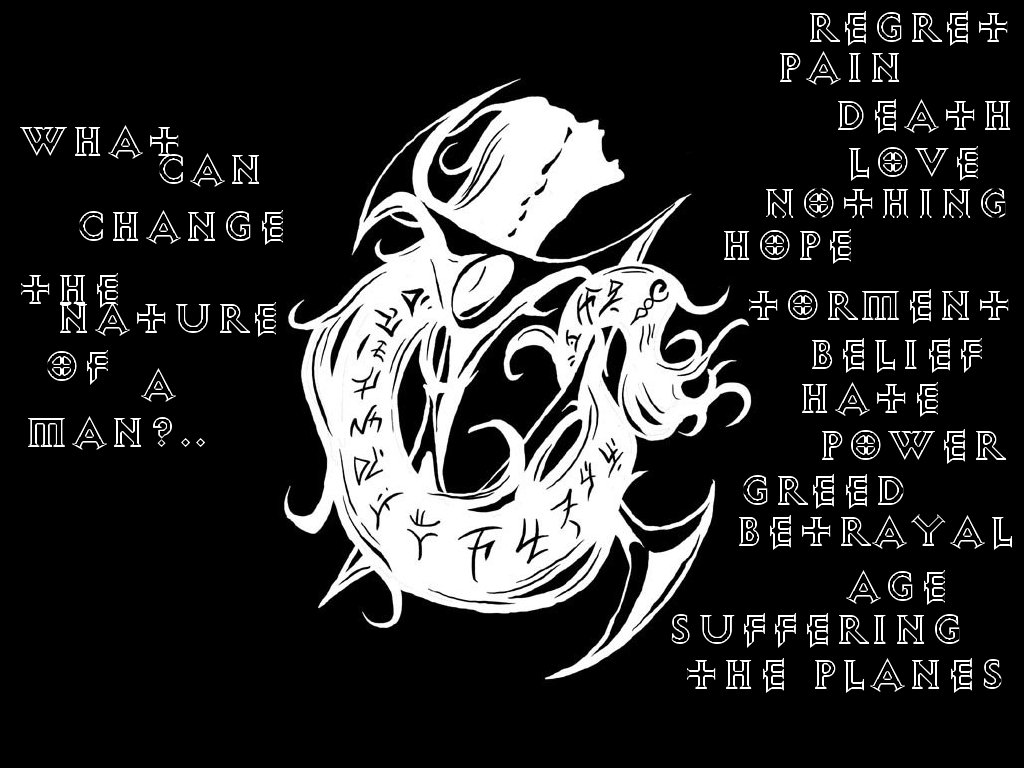 WHAT
CAN
CHANGE
THE
NATURE
OF
A
MAN?..
REGRET
PAIN
DEATH
LOVE
NOTHING
HOPE
TORMENT
BELIEF
HATE
POWER
GREED
BETRAYAL
AGE
SUFFERING
THE PLANES